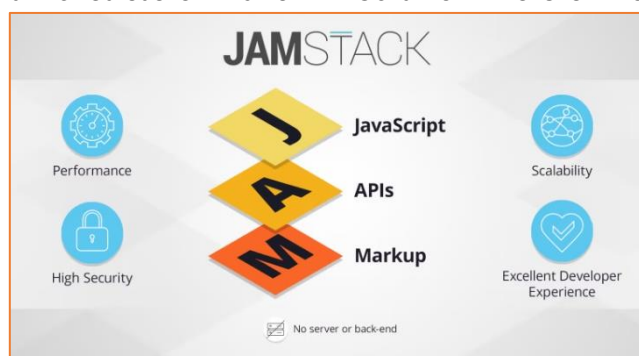 JAMSTACK
Performance
High Security
J
JavaScript
A
APIs
M
Markup
Scalability
Excellent Developer
Experience
No server or back-end